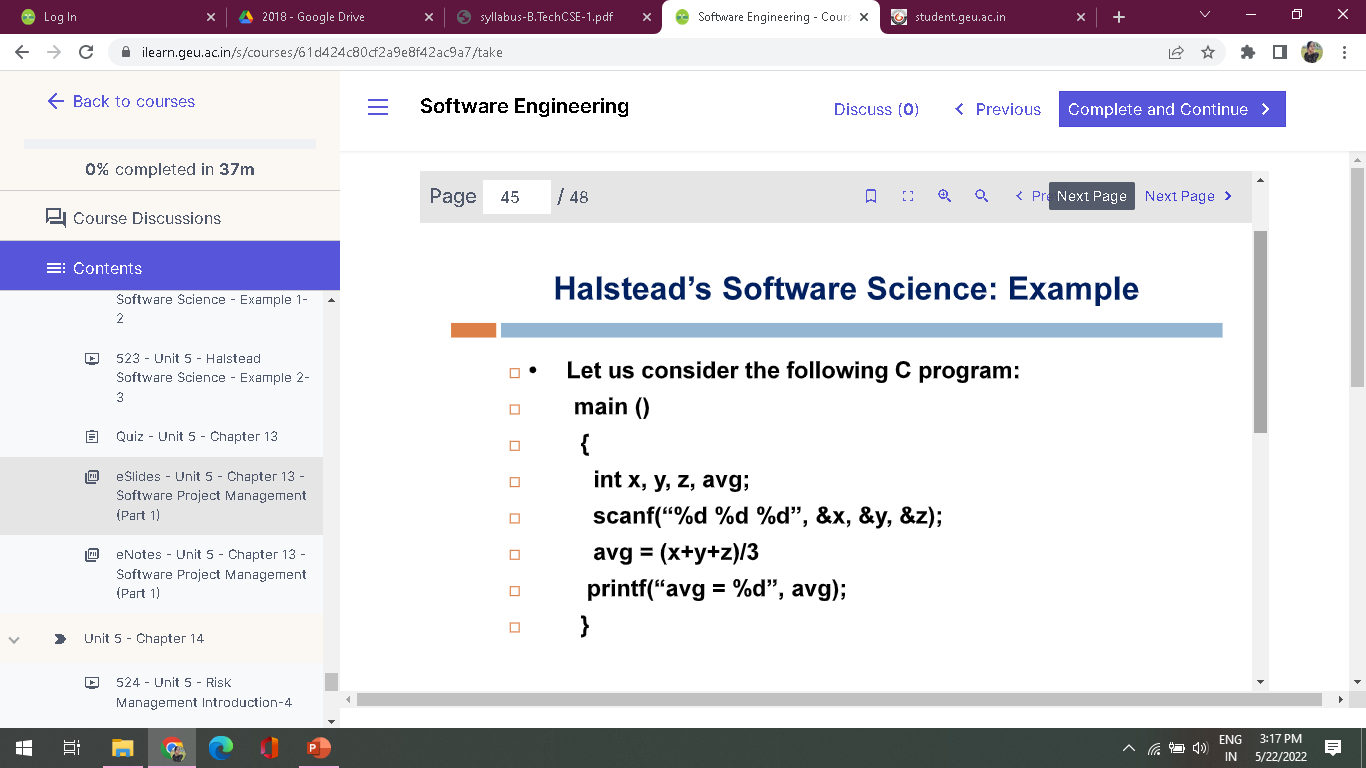 Log In
2018 - Google Drive
syllabus-B.TechCSE-1.pdf
Software Engineering - Cours
student.geu.ac.in
ilearn.geu.ac.in/s/courses/61d424c80cf2a9e8f42ac9a7/take
Back to courses
0% completed in 37m
Course Discussions
Contents
Software Science - Example 1-
2
523 - Unit 5 - Halstead
Software Science - Example 2-
3
Quiz - Unit 5 - Chapter 13
eSlides - Unit 5 - Chapter 13 -
Software Project Management
(Part 1)
eNotes - Unit 5 - Chapter 13 -
Software Project Management
(Part 1)
Unit 5 - Chapter 14
524 - Unit 5 - Risk
Management Introduction-4
Software Engineering
Discuss (0)
Previous
Complete and Continue
Page 45 / 48
Pre
Next Page
Next Page
Halstead’s Software Science: Example
• Let us consider the following C program:
main ()
{
int x, y, z, avg;
scanf(“%d %d %d”, &x, &y, &z);
avg = (x+y+z)/3
printf(“avg = %d”, avg);
}
ENG
IN
3:17 PM
5/22/2022